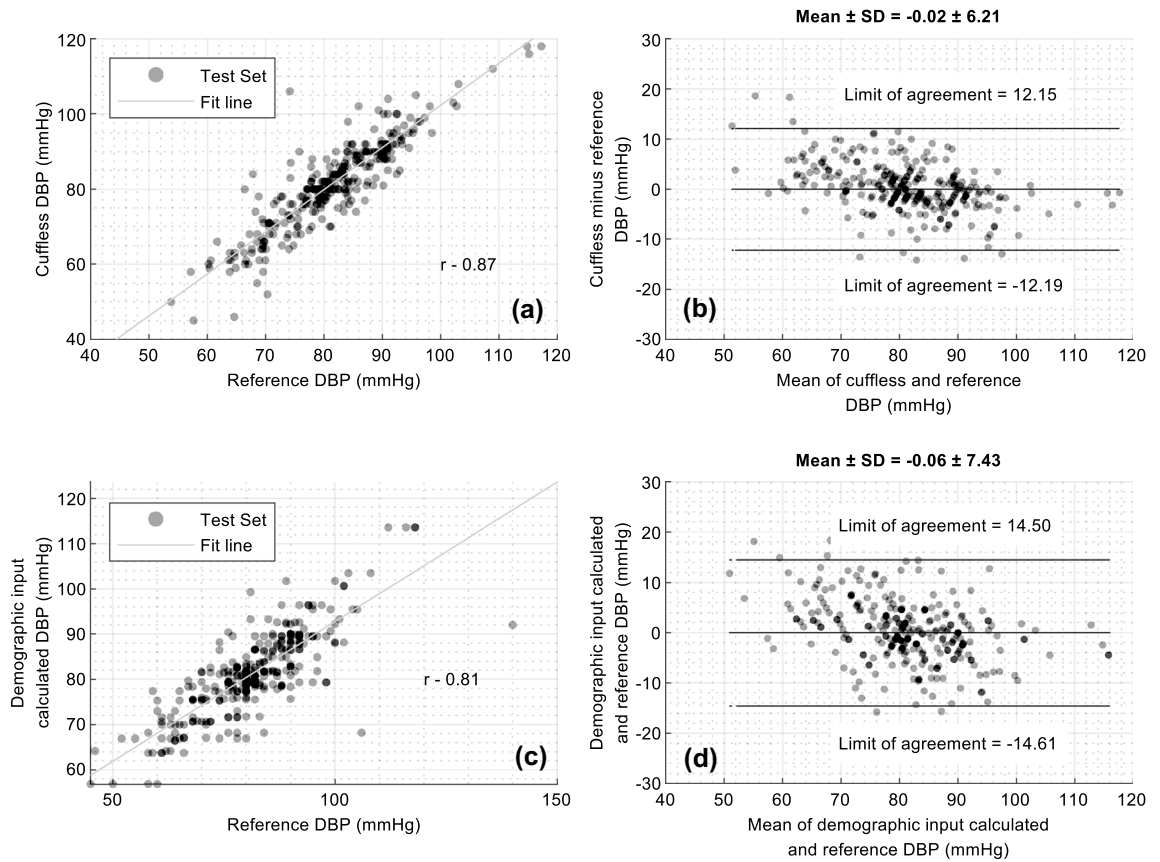 Mean ± SD = -0.02 ± 6.21
120
100
80
60
40
40 50 60 70 80 90 100 110 120
Cuffless DBP (mmHg)
Reference DBP (mmHg)
Test Set
Fit line
r - 0.87
(a)
30
20
10
0
-10
-20
-30
40 50 60 70 80 90 100 110 120
Cuffless minus reference
DBP (mmHg)
Limit of agreement = 12.15
Limit of agreement = -12.19
(b)
Mean of cuffless and reference
DBP (mmHg)
Mean ± SD = -0.06 ± 7.43
120
110
100
90
80
70
60
50 100 150
Demographic input
calculated DBP (mmHg)
Reference DBP (mmHg)
Test Set
Fit line
r - 0.81
(c)
30
20
10
0
-10
-20
-30
40 50 60 70 80 90 100 110 120
Demographic input calculated
and reference DBP (mmHg)
Limit of agreement = 14.50
Limit of agreement = -14.61
(d)
Mean of demographic input calculated
and reference DBP (mmHg)